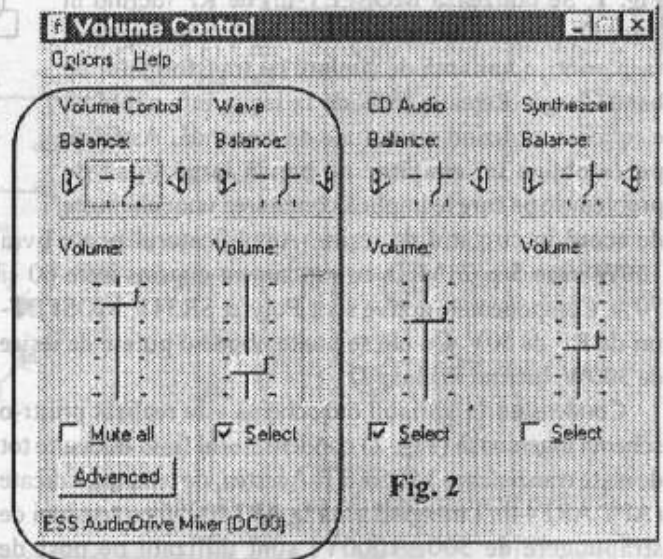 Volume Control
Options Help
Volume Control Wave CD Audio Synthesizer
Balance: Balance: Balance: Balance:
Volume: Volume: Volume: Volume:
Mute all Select Select Select
Advanced
Fig. 2
ESS AudioDrive Mixer (DC00)